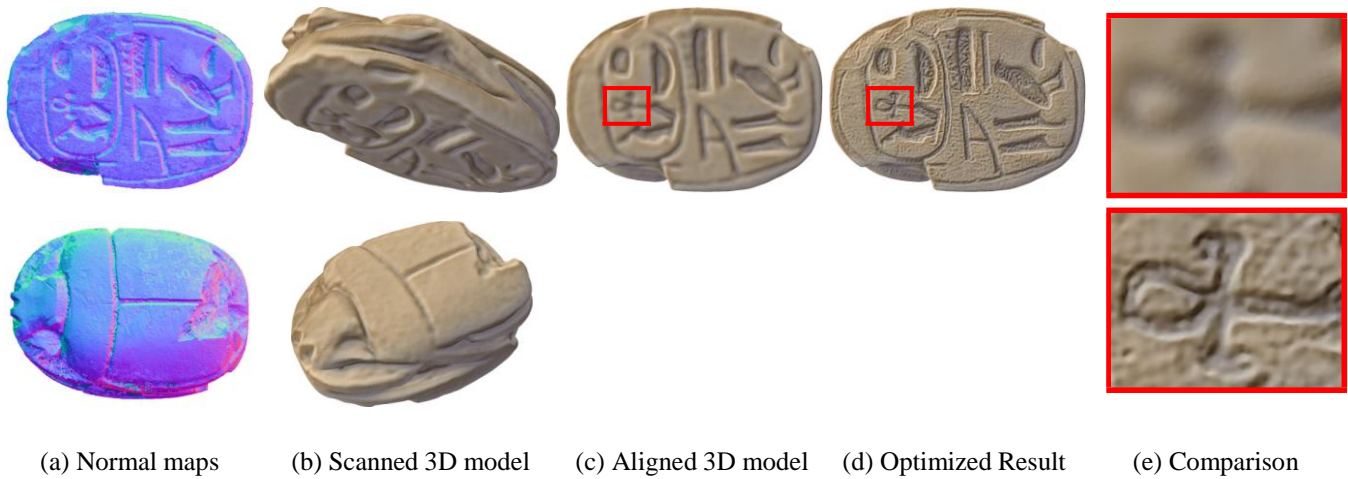 (a) Normal maps
(b) Scanned 3D model
(c) Aligned 3D model
(d) Optimized Result
(e) Comparison